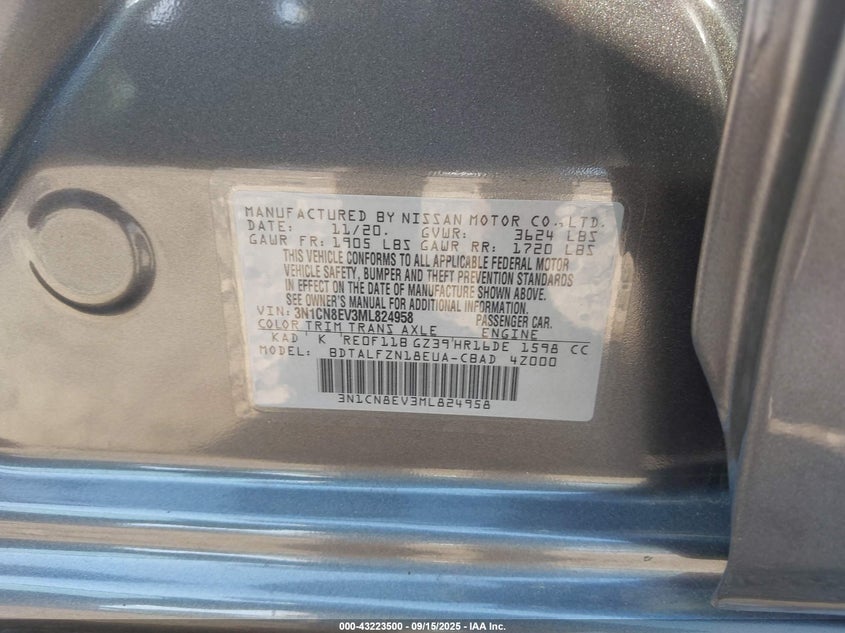 MANUFACTURED BY NISSAN MOTOR CO., LTD.
DATE: 11/20. GVWR: 3624 LBS
GAWR FR: 1905 LBS GAWR RR: 1720 LBS
THIS VEHICLE CONFORMS TO ALL APPLICABLE FEDERAL MOTOR
VEHICLE SAFETY, BUMPER AND THEFT PREVENTION STANDARDS
IN EFFECT ON THE DATE OF MANUFACTURE SHOWN ABOVE.
SEE OWNER'S MANUAL FOR ADDITIONAL INFORMATION.
VIN: 3N1CN8EV3ML824958 PASSENGER CAR.
COLOR TRIM TRANS AXLE ENGINE
KAD K RE0F11B GZ39 HR16DE 1598 CC
MODEL: BDTALFZN18EUA-CBAD 4Z000
3N1CN8EV3ML824958
000-43223500 - 09/15/2025 - IAA Inc.